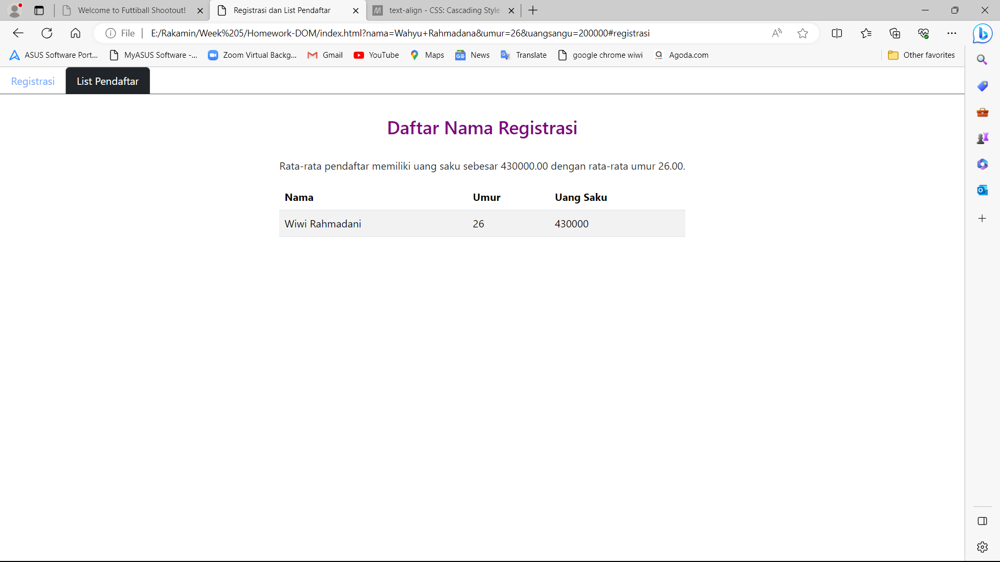 Welcome to Futtiball Shootout!
Registrasi dan List Pendaftar
text-align - CSS: Cascading Style
File
E:/Rakamin/Week%205/Homework-DOM/index.html?nama=Wahyu+Rahmadana&umur=26&uangsangu=200000#registrasi
ASUS Software Port... MyASUS Software -... Zoom Virtual Backg... Gmail YouTube Maps News Translate google chrome wiwi Agoda.com Other favorites
Registrasi List Pendaftar
Daftar Nama Registrasi
Rata-rata pendaftar memiliki uang saku sebesar 430000.00 dengan rata-rata umur 26.00.
Nama Umur Uang Saku
Wiwi Rahmadani 26 430000